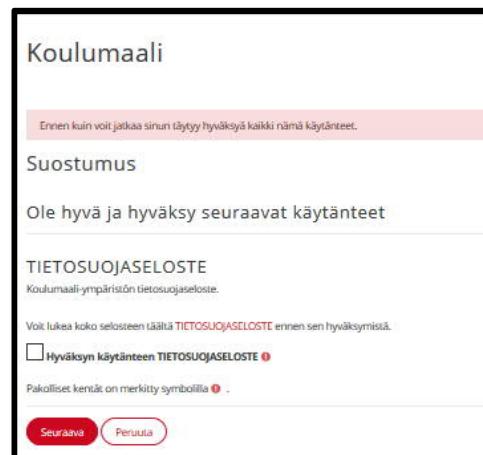 Koulumaali
Ennen kuin voit jatkaa sinun täytyy hyväksyä kaikki nämä käytänteet.
Suostumus
Ole hyvä ja hyväksy seuraavat käytänteet
TIETOSUOJASELOSTE
Koulumaali-ympäristön tietosuojaseloste.
Voit lukea koko selosteen täältä TIETOSUOJASELOSTE ennen sen hyväksymistä.
Hyväksyn käytänteen TIETOSUOJASELOSTE
Pakolliset kentät on merkitty symbolilla .
Seuraava Peruuta